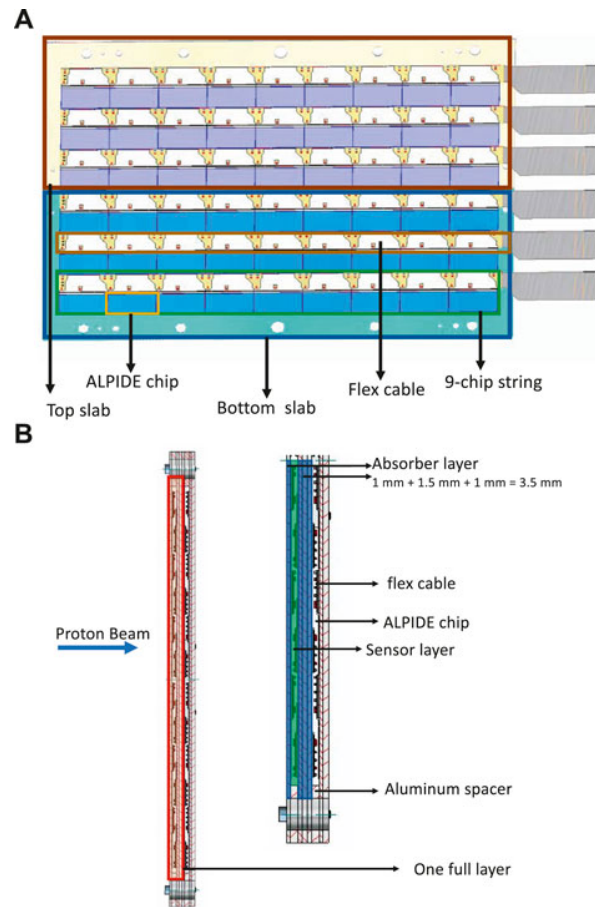 A
ALPIDE chip
Flex cable
9-chip string
Top slab
Bottom slab
B
Absorber layer
1 mm + 1.5 mm + 1 mm = 3.5 mm
flex cable
ALPIDE chip
Proton Beam
Sensor layer
Aluminum spacer
One full layer